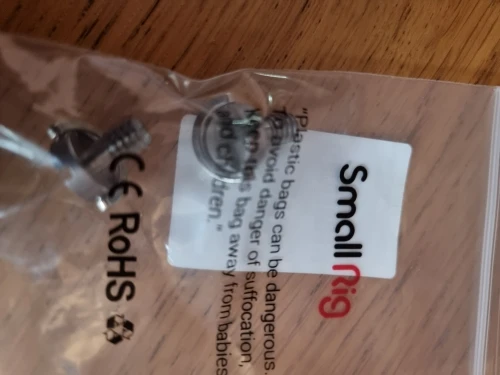 SmallRig
"Plastic bags can be dangerous.
To avoid danger of suffocation,
keep this bag away from babies
and children."
CE RoHS